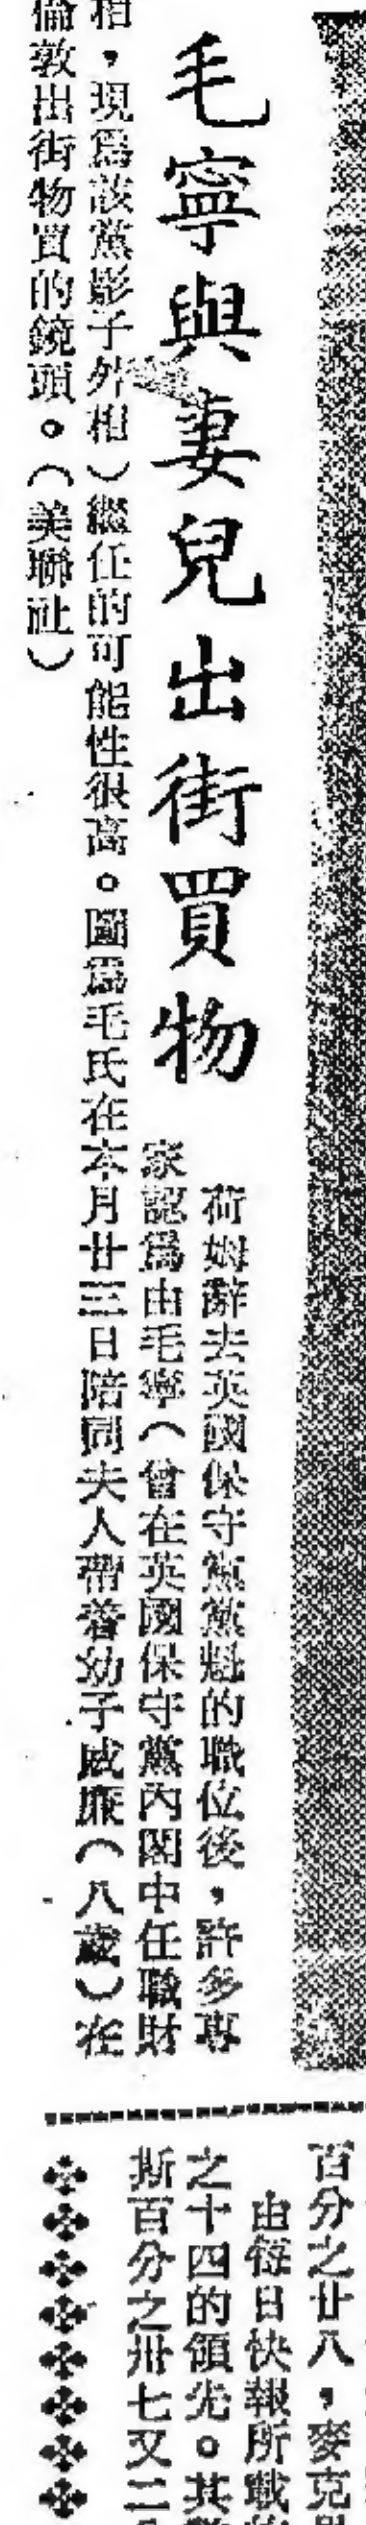 毛寧與妻兒出街買物
荷姆辭去英國保守黨黨魁的職位後，許多專
家認爲由毛寧（曾在英國保守黨內閣中任職財
相，現爲該黨影子外相）繼任的可能性很高。圖爲毛氏在本月廿三日陪同夫人帶着幼子威廉（八歲）在
倫敦出街物買的鏡頭。（美聯社）
百分之廿八，麥克
由每日快報所載
之十四的領先。其
斯百分之卅七又二